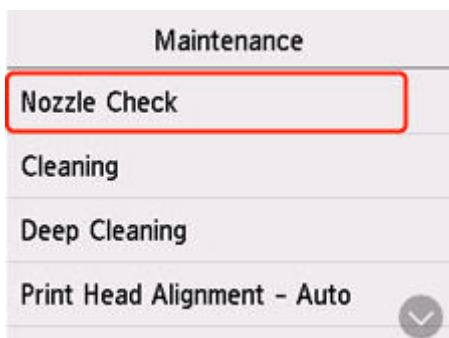 Maintenance
Nozzle Check
Cleaning
Deep Cleaning
Print Head Alignment - Auto